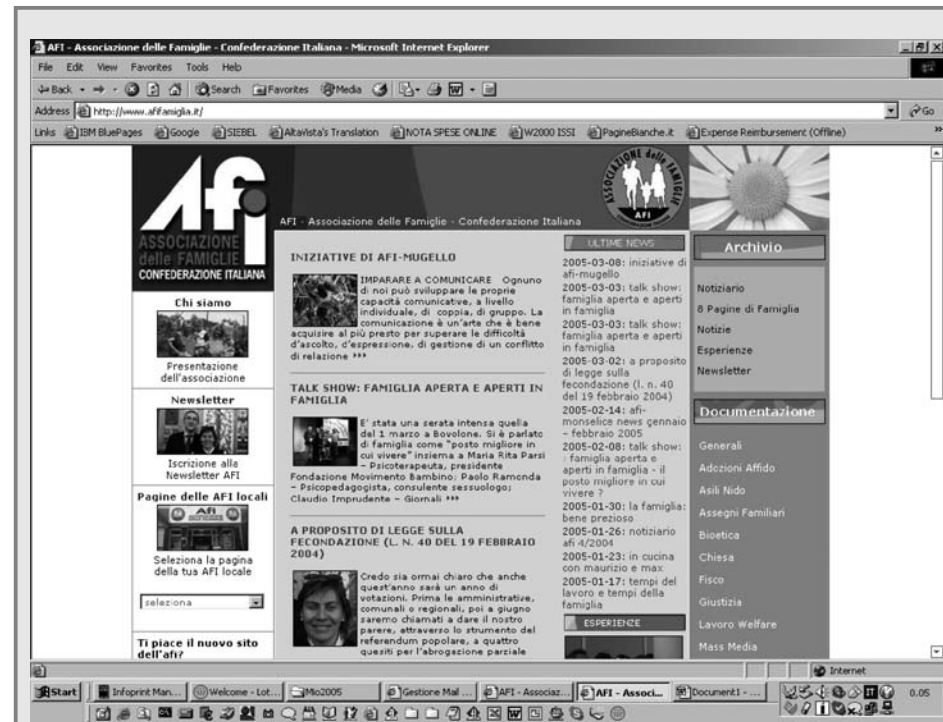 AFI - Associazione delle Famiglie - Confederazione Italiana - Microsoft Internet Explorer
File Edit View Favorites Tools Help
Back Search Favorites Media
Address http://www.afifamiglia.it/ Go
Links IBM BluePages Google SIEBEL AltaVista's Translation NOTA SPESE ONLINE W2000 ISSI PagineBianche.it Expense Reimbursement (Offline)
Afi
ASSOCIAZIONE
delle FAMIGLIE
CONFEDERAZIONE ITALIANA
ASSOCIAZIONE delle FAMIGLIE
AFI
AFI - Associazione delle Famiglie - Confederazione Italiana
Chi siamo
Presentazione
dell'associazione
Newsletter
Iscrizione alla
Newsletter AFI
Pagine delle AFI locali
Afi
Seleziona la pagina
della tua AFI locale
seleziona
Ti piace il nuovo sito
dell'afi?
INIZIATIVE DI AFI-MUGELLO
IMPARARE A COMUNICARE Ognuno
di noi può sviluppare le proprie
capacità comunicative, a livello
individuale, di coppia, di gruppo. La
comunicazione è un'arte che è bene
acquisire al più presto per superare le difficoltà
d'ascolto, d'espressione, di gestione di un conflitto
di relazione
TALK SHOW: FAMIGLIA APERTA E APERTI IN
FAMIGLIA
E' stata una serata intensa quella
del 1 marzo a Bovolone. Si è parlato
di famiglia come "posto migliore in
cui vivere" insiema a Maria Rita Parsi
– Psicoterapeuta, presidente
Fondazione Movimento Bambino; Paolo Ramonda
– Psicopedagogista, consulente sessuologo;
Claudio Imprudente – Giornali
A PROPOSITO DI LEGGE SULLA
FECONDAZIONE (L. N. 40 DEL 19 FEBBRAIO
2004)
Credo sia ormai chiaro che anche
quest'anno sarà un anno di
votazioni. Prima le amministrative,
comunali o regionali, poi a giugno
saremo chiamati a dare il nostro
parere, attraverso lo strumento del
referendum popolare, a quattro
quesiti per l'abrogazione parziale
ULTIME NEWS
2005-03-08: iniziative di
afi-mugello
2005-03-03: talk show:
famiglia aperta e aperti
in famiglia
2005-03-03: talk show:
famiglia aperta e aperti
in famiglia
2005-03-02: a proposito
di legge sulla
fecondazione (l. n. 40
del 19 febbraio 2004)
2005-02-14: afi-
monselice news gennaio
– febbraio 2005
2005-02-08: talk show:
: famiglia aperta e
aperti in famiglia - il
posto migliore in cui
vivere ?
2005-01-30: la famiglia:
bene prezioso
2005-01-26: notiziario
afi 4/2004
2005-01-23: in cucina
con maurizio e max
2005-01-17: tempi del
lavoro e tempi della
famiglia
ESPERIENZE
Archivio
Notiziario
8 Pagine di Famiglia
Notizie
Esperienze
Newsletter
Documentazione
Generali
Adozioni Affido
Asili Nido
Assegni Familiari
Bioetica
Chiesa
Fisco
Giustizia
Lavoro Welfare
Mass Media
Internet
Start Infoprint Man... Welcome - Lot... Mio2005 Gestione Mail ... AFI - Associaz... AFI - Associ... Document1 - ... 0.05